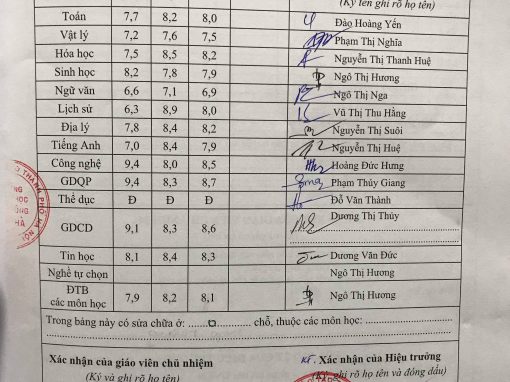 (Ký tên ghi rõ họ tên)
Toán 7,7 8,2 8,0 Đào Hoàng Yến
Vật lý 7,2 7,6 7,5 Phạm Thị Nghĩa
Hóa học 7,5 8,5 8,2 Nguyễn Thị Thanh Huệ
Sinh học 8,2 7,8 7,9 Ngô Thị Hương
Ngữ văn 6,6 7,1 6,9 Ngô Thị Nga
Lịch sử 6,3 8,9 8,0 Vũ Thị Thu Hằng
Địa lý 7,8 8,4 8,2 Nguyễn Thị Suôi
Tiếng Anh 7,0 8,4 7,9 Nguyễn Thị Huệ
Công nghệ 9,4 8,0 8,5 Hoàng Đức Hưng
GDQP 9,4 8,3 8,7 Phạm Thúy Giang
Thể dục Đ Đ Đ Đỗ Văn Thành
GDCD 9,1 8,3 8,6 Dương Thị Thủy
Tin học 8,1 8,4 8,3 Dương Văn Đức
Nghề tự chọn Ngô Thị Hương
ĐTB
các môn học 7,9 8,2 8,1 Ngô Thị Hương
Trong bảng này có sửa chữa ở: ......0...... chỗ, thuộc các môn học: ..............
Xác nhận của giáo viên chủ nhiệm KT. Xác nhận của Hiệu trưởng
(Ký và ghi rõ họ tên) (Ký, ghi rõ họ tên và đóng dấu)